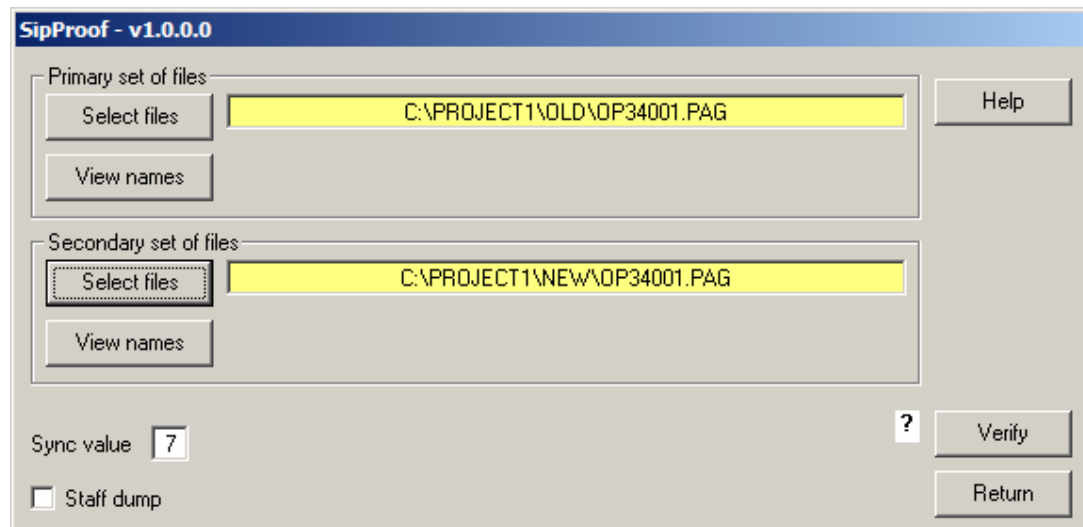 SipProof - v1.0.0.0
Primary set of files
Select files
C:\PROJECT1\OLD\OP34001.PAG
Help
View names
Secondary set of files
Select files
C:\PROJECT1\NEW\OP34001.PAG
View names
Sync value 7
?
Verify
Staff dump
Return